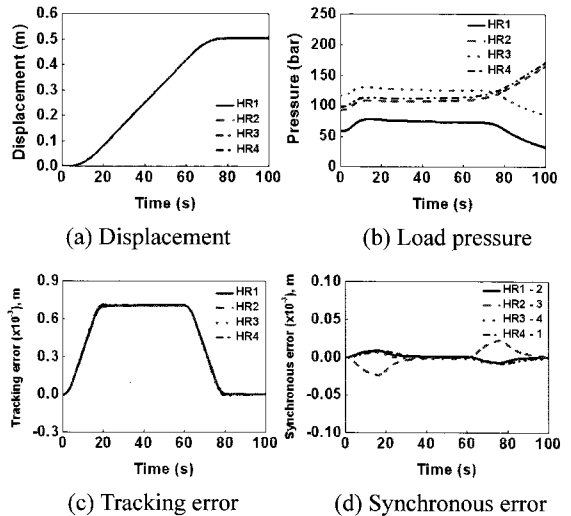 Displacement (m)
0.6
0.5
0.4
0.3
0.2
0.1
0.0
HR1
HR2
HR3
HR4
0 20 40 60 80 100
Time (s)
(a) Displacement
Pressure (bar)
250
200
150
100
50
0
HR1
HR2
HR3
HR4
0 20 40 60 80 100
Time (s)
(b) Load pressure
Tracking error (x10⁻³), m
0.9
0.6
0.3
0.0
-0.3
HR1
HR2
HR3
HR4
0 20 40 60 80 100
Time (s)
(c) Tracking error
Synchronous error (x10⁻³), m
0.10
0.05
0.00
-0.05
-0.10
HR1 - 2
HR2 - 3
HR3 - 4
HR4 - 1
0 20 40 60 80 100
Time (s)
(d) Synchronous error